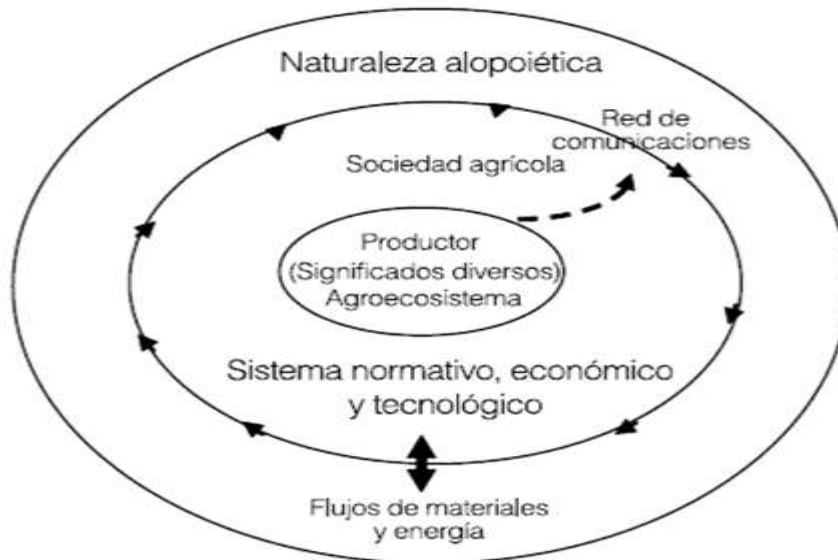 Naturaleza alopoiética
Red de
comunicaciones
Sociedad agrícola
Productor
(Significados diversos)
Agroecosistema
Sistema normativo, económico
y tecnológico
Flujos de materiales
y energía